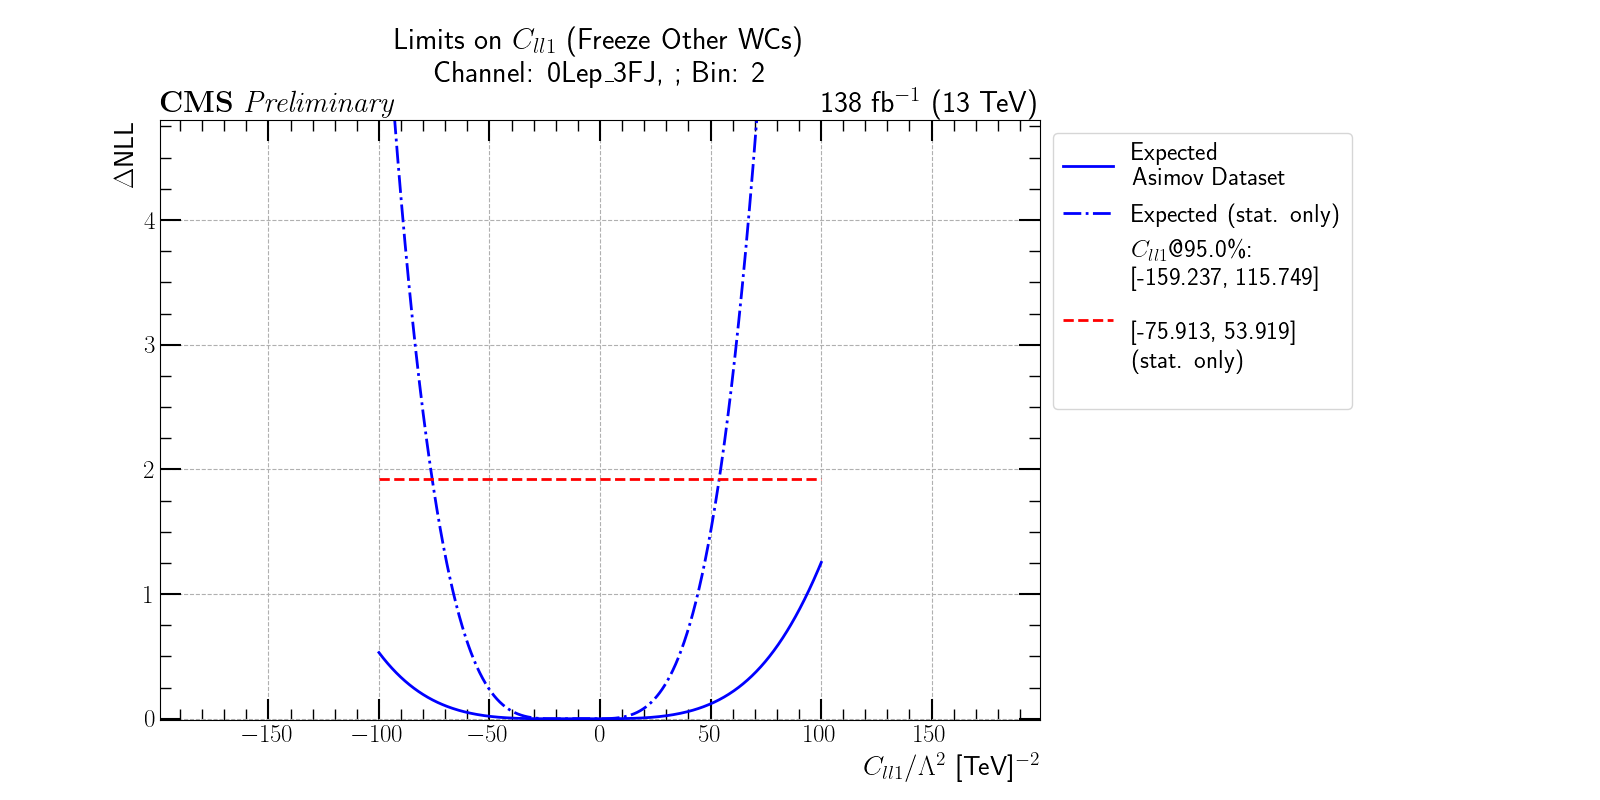 Limits on C_{ll1} (Freeze Other WCs)
Channel: 0Lep_3FJ, ; Bin: 2
CMS Preliminary 138 fb⁻¹ (13 TeV)
ΔNLL
4
3
2
1
0
−150 −100 −50 0 50 100 150
C_{ll1}/Λ² [TeV]⁻²
Expected
Asimov Dataset
Expected (stat. only)
C_{ll1}@95.0%:
[-159.237, 115.749]
[-75.913, 53.919]
(stat. only)